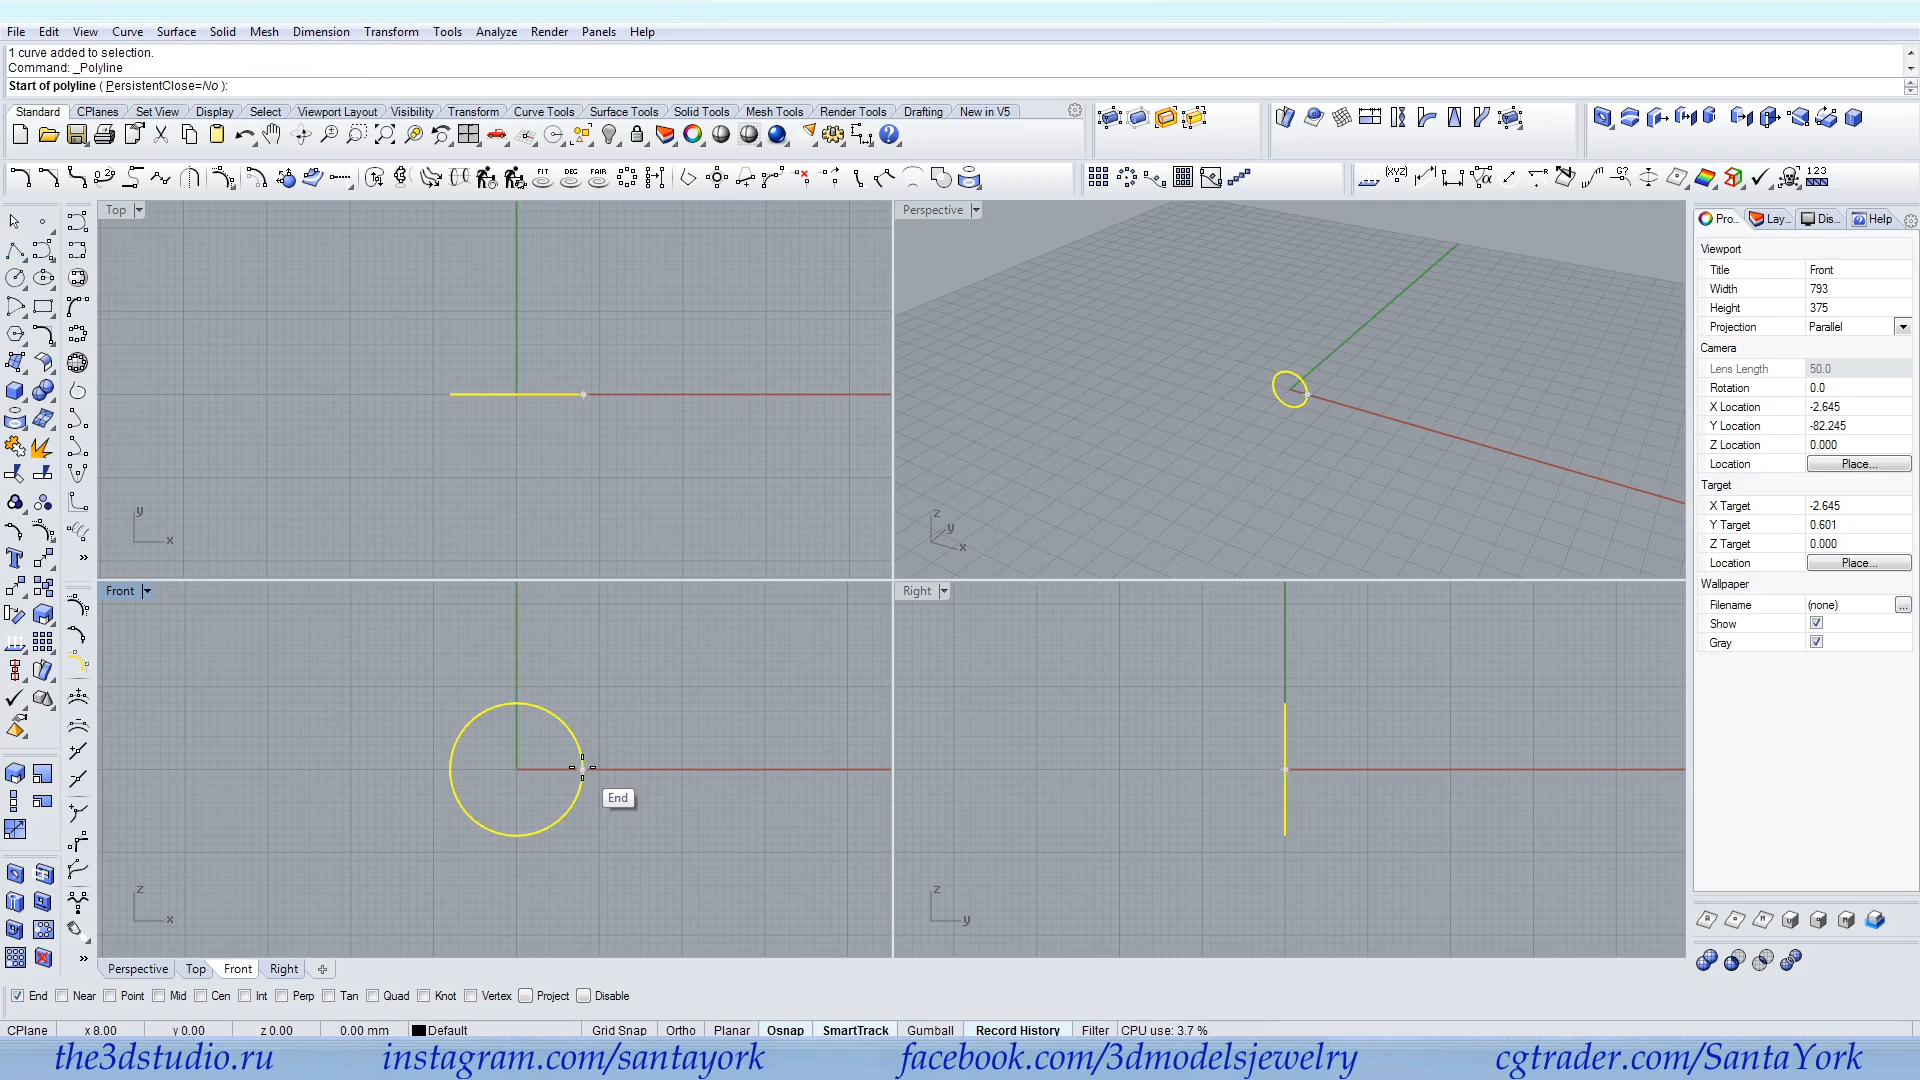 File Edit View Curve Surface Solid Mesh Dimension Transform Tools Analyze Render Panels Help
1 curve added to selection.
Command: _Polyline
Start of polyline ( PersistentClose=No ):
Standard CPlanes Set View Display Select Viewport Layout Visibility Transform Curve Tools Surface Tools Solid Tools Mesh Tools Render Tools Drafting New in V5
FIT DEG FAIR
(XYZ) G? 123
Top
Perspective
Pro... Lay... Dis... Help
Viewport
Title Front
Width 793
Height 375
Projection Parallel
Camera
Lens Length 50.0
Rotation 0.0
X Location -2.645
Y Location -82.245
Z Location 0.000
Location Place...
Target
X Target -2.645
Y Target 0.601
Z Target 0.000
Location Place...
Wallpaper
Filename (none) ...
Show
Gray
y
x
z
y
x
Front
Right
End
z
x
z
y
Perspective Top Front Right
End Near Point Mid Cen Int Perp Tan Quad Knot Vertex Project Disable
CPlane x 8.00 y 0.00 z 0.00 0.00 mm Default Grid Snap Ortho Planar Osnap SmartTrack Gumball Record History Filter CPU use: 3.7 %
the3dstudio.ru instagram.com/santayork facebook.com/3dmodelsjewelry cgtrader.com/SantaYork